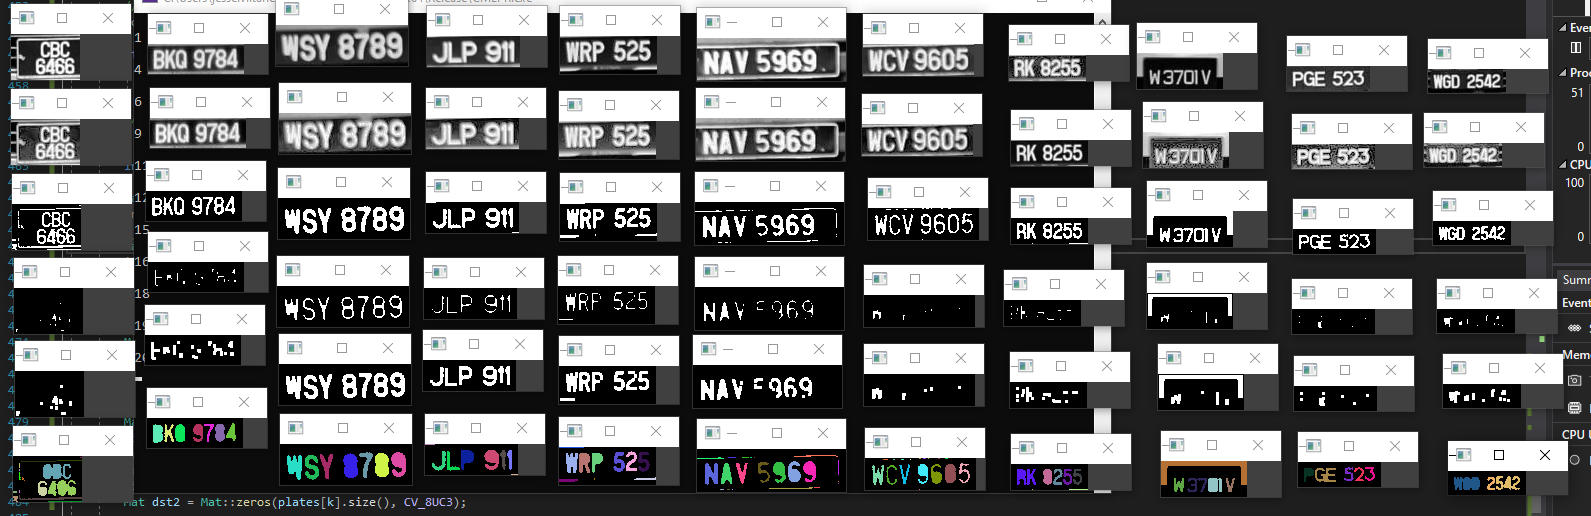 CBC
6466
BKQ 9784
WSY 8789
JLP 911
WRP 525
NAV 5969
WCV 9605
RK 8255
W3701V
PGE 523
WGD 2542
CBC
6466
BKQ 9784
WSY 8789
JLP 911
WRP 525
NAV 5969
WCV 9605
RK 8255
W3701V
PGE 523
WGD 2542
CBC
6466
BKQ 9784
WSY 8789
JLP 911
WRP 525
NAV 5969
WCV 9605
RK 8255
W3701V
PGE 523
WGD 2542
WSY 8789
JLP 911
WRP 525
NAV 5969
WSY 8789
JLP 911
WRP 525
NAV 5969
CBC
6466
BKQ 9784
WSY 8789
JLP 911
WRP 525
NAV 5969
WCV 9605
RK 8255
W3701V
PGE 523
WGD 2542
Mat dst2 = Mat::zeros(plates[k].size(), CV_8UC3);
51
0
CPU
100
0
Summ
Event
Memo
CPU U